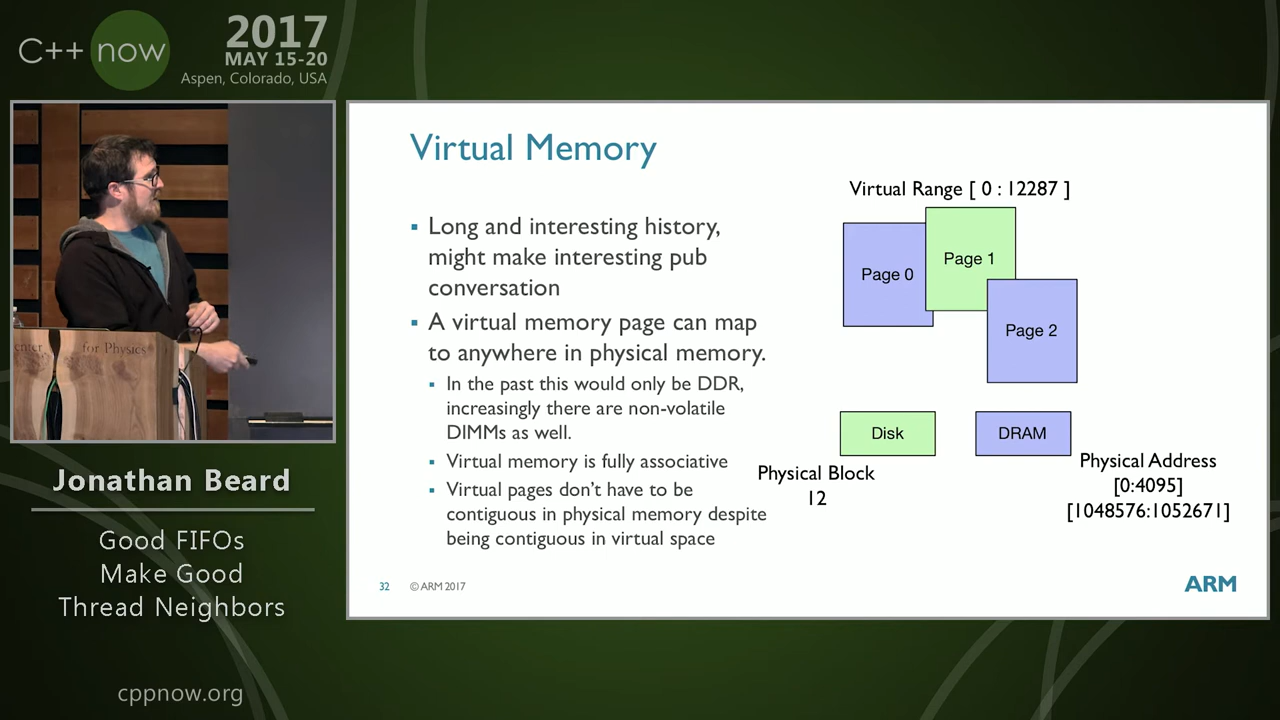 C++ now
2017
MAY 15-20
Aspen, Colorado, USA
center for Physics
Jonathan Beard
Good FIFOs
Make Good
Thread Neighbors
cppnow.org
Virtual Memory
▪ Long and interesting history,
might make interesting pub
conversation
▪ A virtual memory page can map
to anywhere in physical memory.
▪ In the past this would only be DDR,
increasingly there are non-volatile
DIMMs as well.
▪ Virtual memory is fully associative
▪ Virtual pages don't have to be
contiguous in physical memory despite
being contiguous in virtual space
Virtual Range [ 0 : 12287 ]
Page 0
Page 1
Page 2
Disk
DRAM
Physical Block
12
Physical Address
[0:4095]
[1048576:1052671]
32 © ARM 2017
ARM